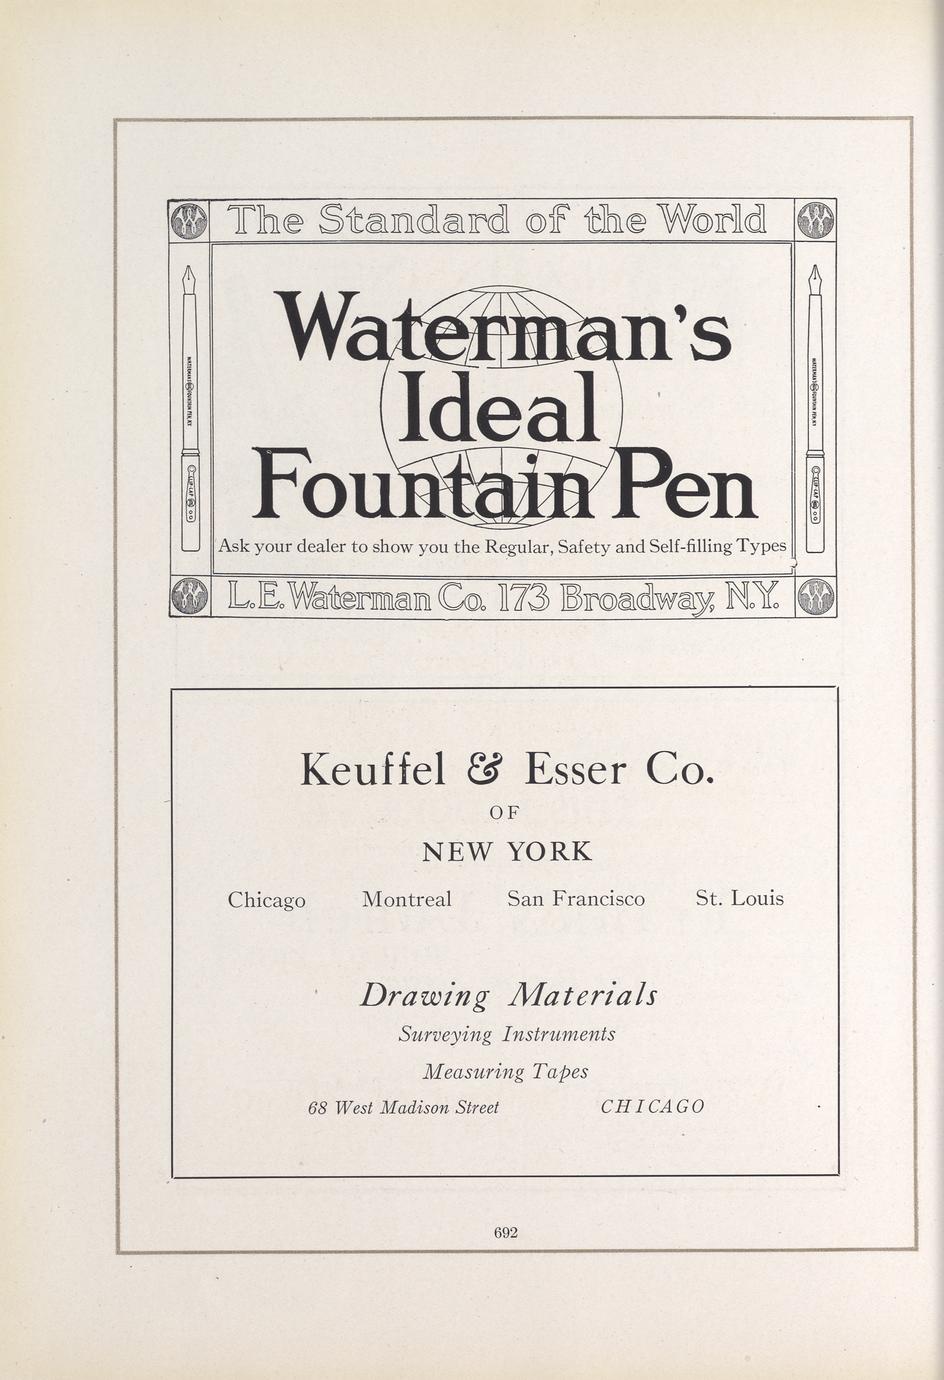 The Standard of the World
Waterman's
Ideal
Fountain Pen
Ask your dealer to show you the Regular, Safety and Self-filling Types
L.E. Waterman Co. 173 Broadway, N.Y.
Keuffel & Esser Co.
OF
NEW YORK
Chicago Montreal San Francisco St. Louis
Drawing Materials
Surveying Instruments
Measuring Tapes
68 West Madison Street CHICAGO
692